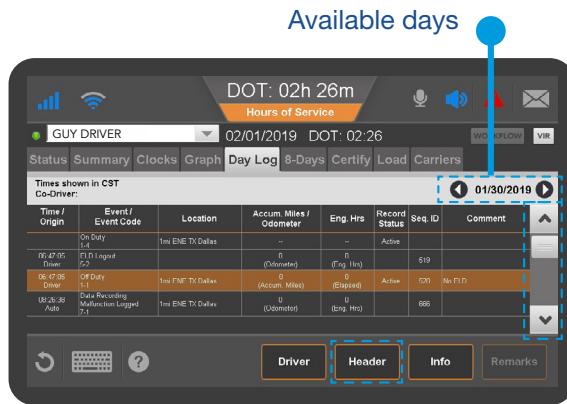 Available days
DOT: 02h 26m
Hours of Service
GUY DRIVER 02/01/2019 DOT: 02:26 WORKFLOW VIR
Status Summary Clocks Graph Day Log 8-Days Certify Load Carriers
Times shown in CST
Co-Driver:
01/30/2019
Time / Origin Event / Event Code Location Accum. Miles / Odometer Eng. Hrs Record Status Seq. ID Comment
On Duty
1-4 1mi ENE TX Dallas -- -- Active
06:47:05 Driver ELD Logout 5-2 0 (Odometer) 0 (Eng. Hrs) 519
06:47:05 Driver Off Duty 1-1 1mi ENE TX Dallas 0 (Accum. Miles) 0 (Elapsed) Active 520 No ELD
08:26:38 Auto Data Recording Malfunction Logged 7-1 1mi ENE TX Dallas 0 (Odometer) 0 (Eng. Hrs) 666
Driver Header Info Remarks